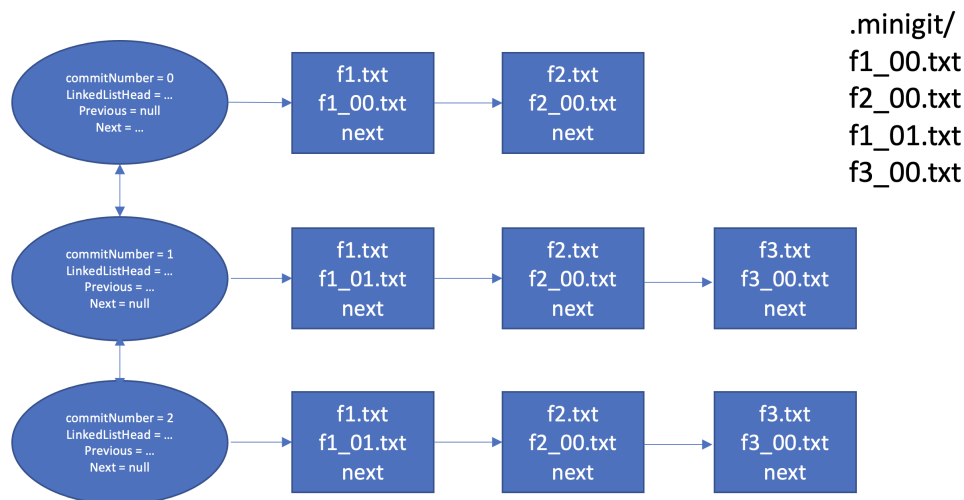 commitNumber = 0
LinkedListHead = ...
Previous = null
Next = ...
f1.txt
f1_00.txt
next
f2.txt
f2_00.txt
next
.minigit/
f1_00.txt
f2_00.txt
f1_01.txt
f3_00.txt
commitNumber = 1
LinkedListHead = ...
Previous = ...
Next = null
f1.txt
f1_01.txt
next
f2.txt
f2_00.txt
next
f3.txt
f3_00.txt
next
commitNumber = 2
LinkedListHead = ...
Previous = ...
Next = null
f1.txt
f1_01.txt
next
f2.txt
f2_00.txt
next
f3.txt
f3_00.txt
next